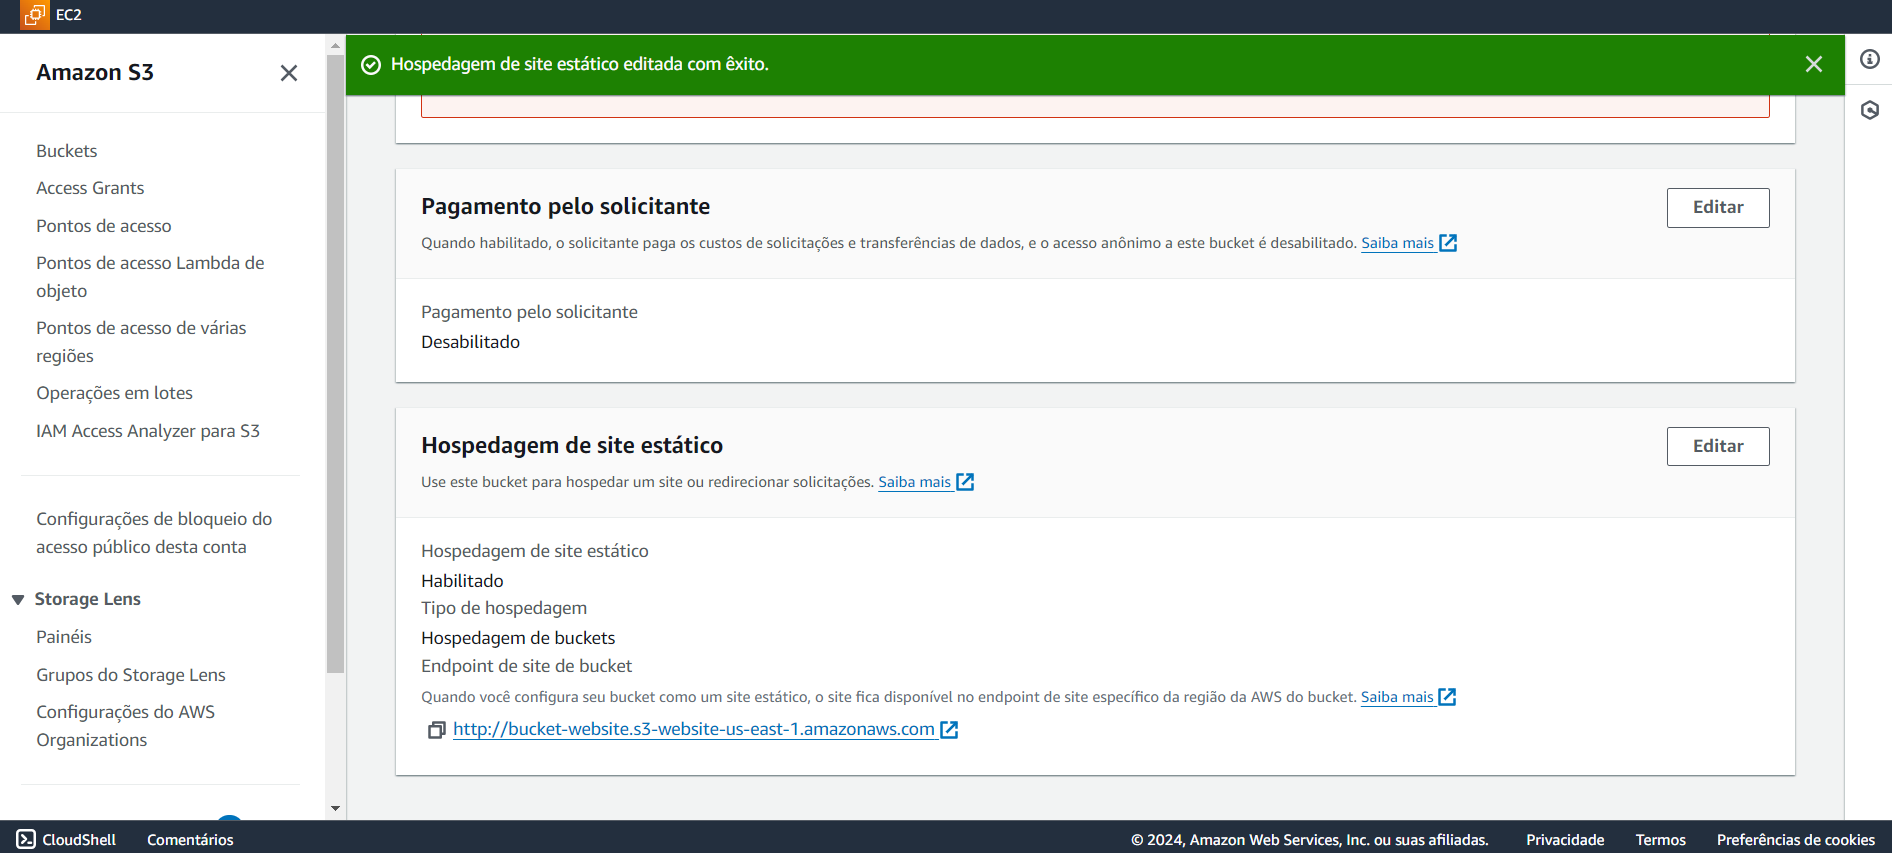 EC2
Amazon S3
Buckets
Access Grants
Pontos de acesso
Pontos de acesso Lambda de
objeto
Pontos de acesso de várias
regiões
Operações em lotes
IAM Access Analyzer para S3
Configurações de bloqueio do
acesso público desta conta
Storage Lens
Painéis
Grupos do Storage Lens
Configurações do AWS
Organizations
Hospedagem de site estático editada com êxito.
Pagamento pelo solicitante
Editar
Quando habilitado, o solicitante paga os custos de solicitações e transferências de dados, e o acesso anônimo a este bucket é desabilitado. Saiba mais
Pagamento pelo solicitante
Desabilitado
Hospedagem de site estático
Editar
Use este bucket para hospedar um site ou redirecionar solicitações. Saiba mais
Hospedagem de site estático
Habilitado
Tipo de hospedagem
Hospedagem de buckets
Endpoint de site de bucket
Quando você configura seu bucket como um site estático, o site fica disponível no endpoint de site específico da região da AWS do bucket. Saiba mais
http://bucket-website.s3-website-us-east-1.amazonaws.com
CloudShell Comentários © 2024, Amazon Web Services, Inc. ou suas afiliadas. Privacidade Termos Preferências de cookies